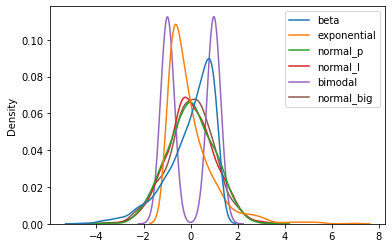 beta
exponential
normal_p
normal_l
bimodal
normal_big
Density
0.10
0.08
0.06
0.04
0.02
0.00
−4
−2
0
2
4
6
8